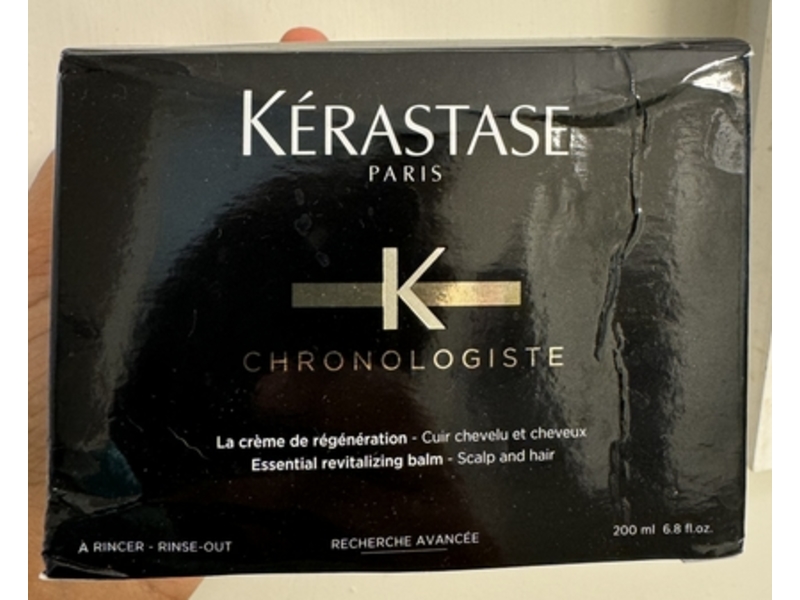 KÉRASTASE
PARIS
K
CHRONOLOGISTE
La crème de régénération - Cuir chevelu et cheveux
Essential revitalizing balm - Scalp and hair
À RINCER - RINSE-OUT
RECHERCHE AVANCÉE
200 ml 6.8 fl.oz.